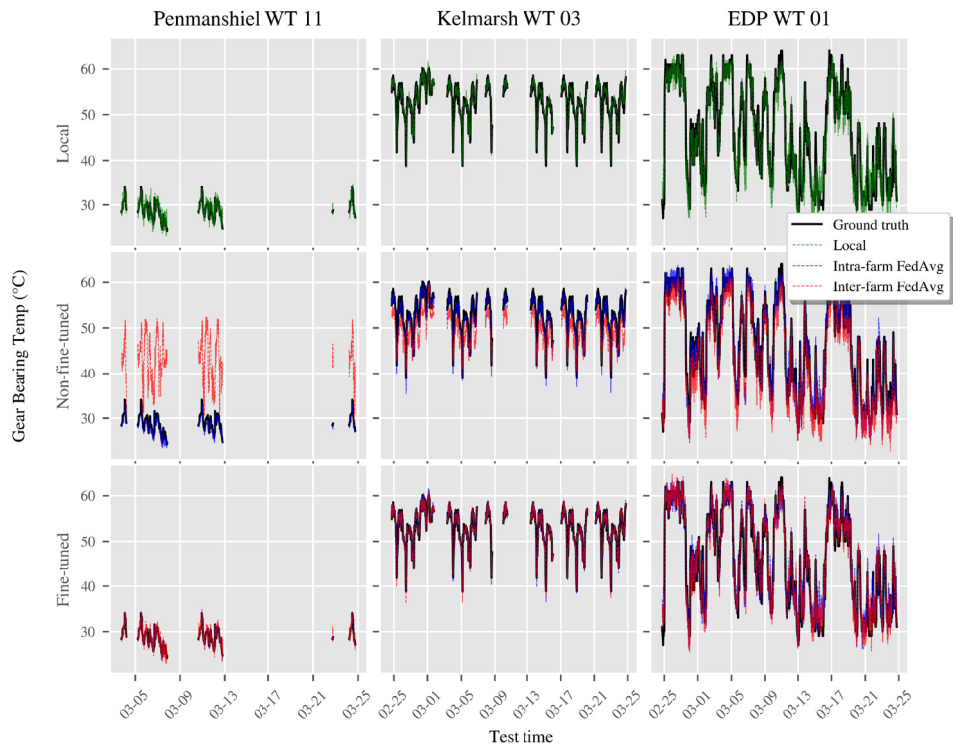 Penmanshiel WT 11 Kelmarsh WT 03 EDP WT 01
Gear Bearing Temp (°C)
Local
60
50
40
30
Ground truth
Local
Intra-farm FedAvg
Inter-farm FedAvg
Non-fine-tuned
60
50
40
30
Fine-tuned
60
50
40
30
03-05 03-09 03-13 03-17 03-21 03-25 02-25 03-01 03-05 03-09 03-13 03-17 03-21 03-25 02-25 03-01 03-05 03-09 03-13 03-17 03-21 03-25
Test time